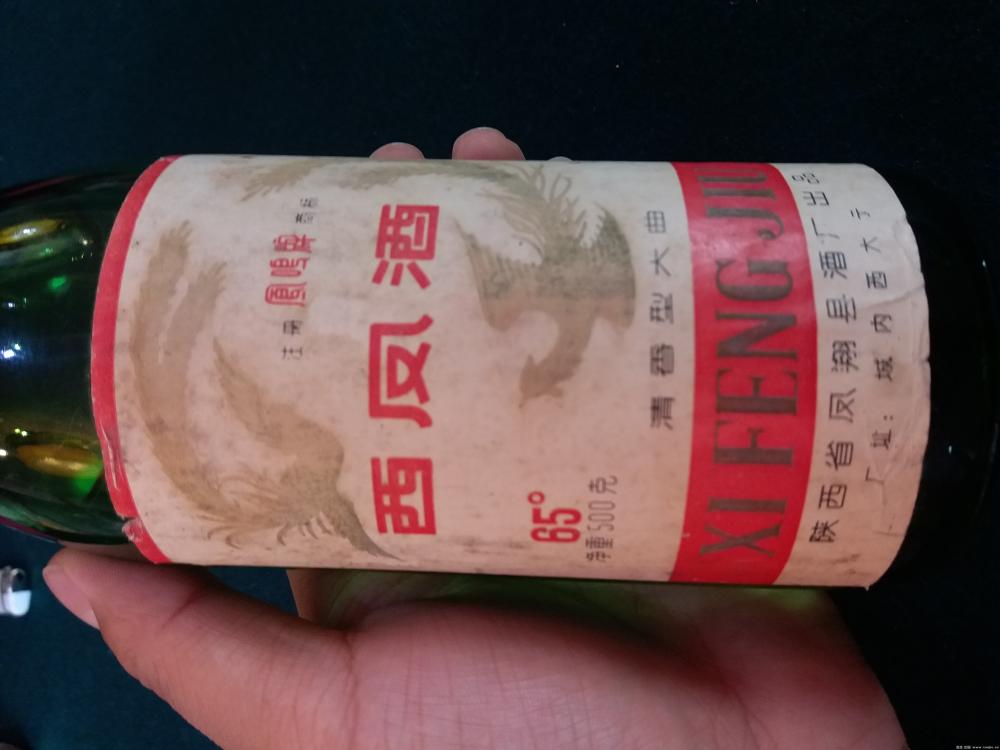 注册 凤鸣牌 商标
西凤酒
65°
净重500克
清香型大曲
XI FENG JIU
陕西省凤翔县酒厂出品
厂址：城内西大